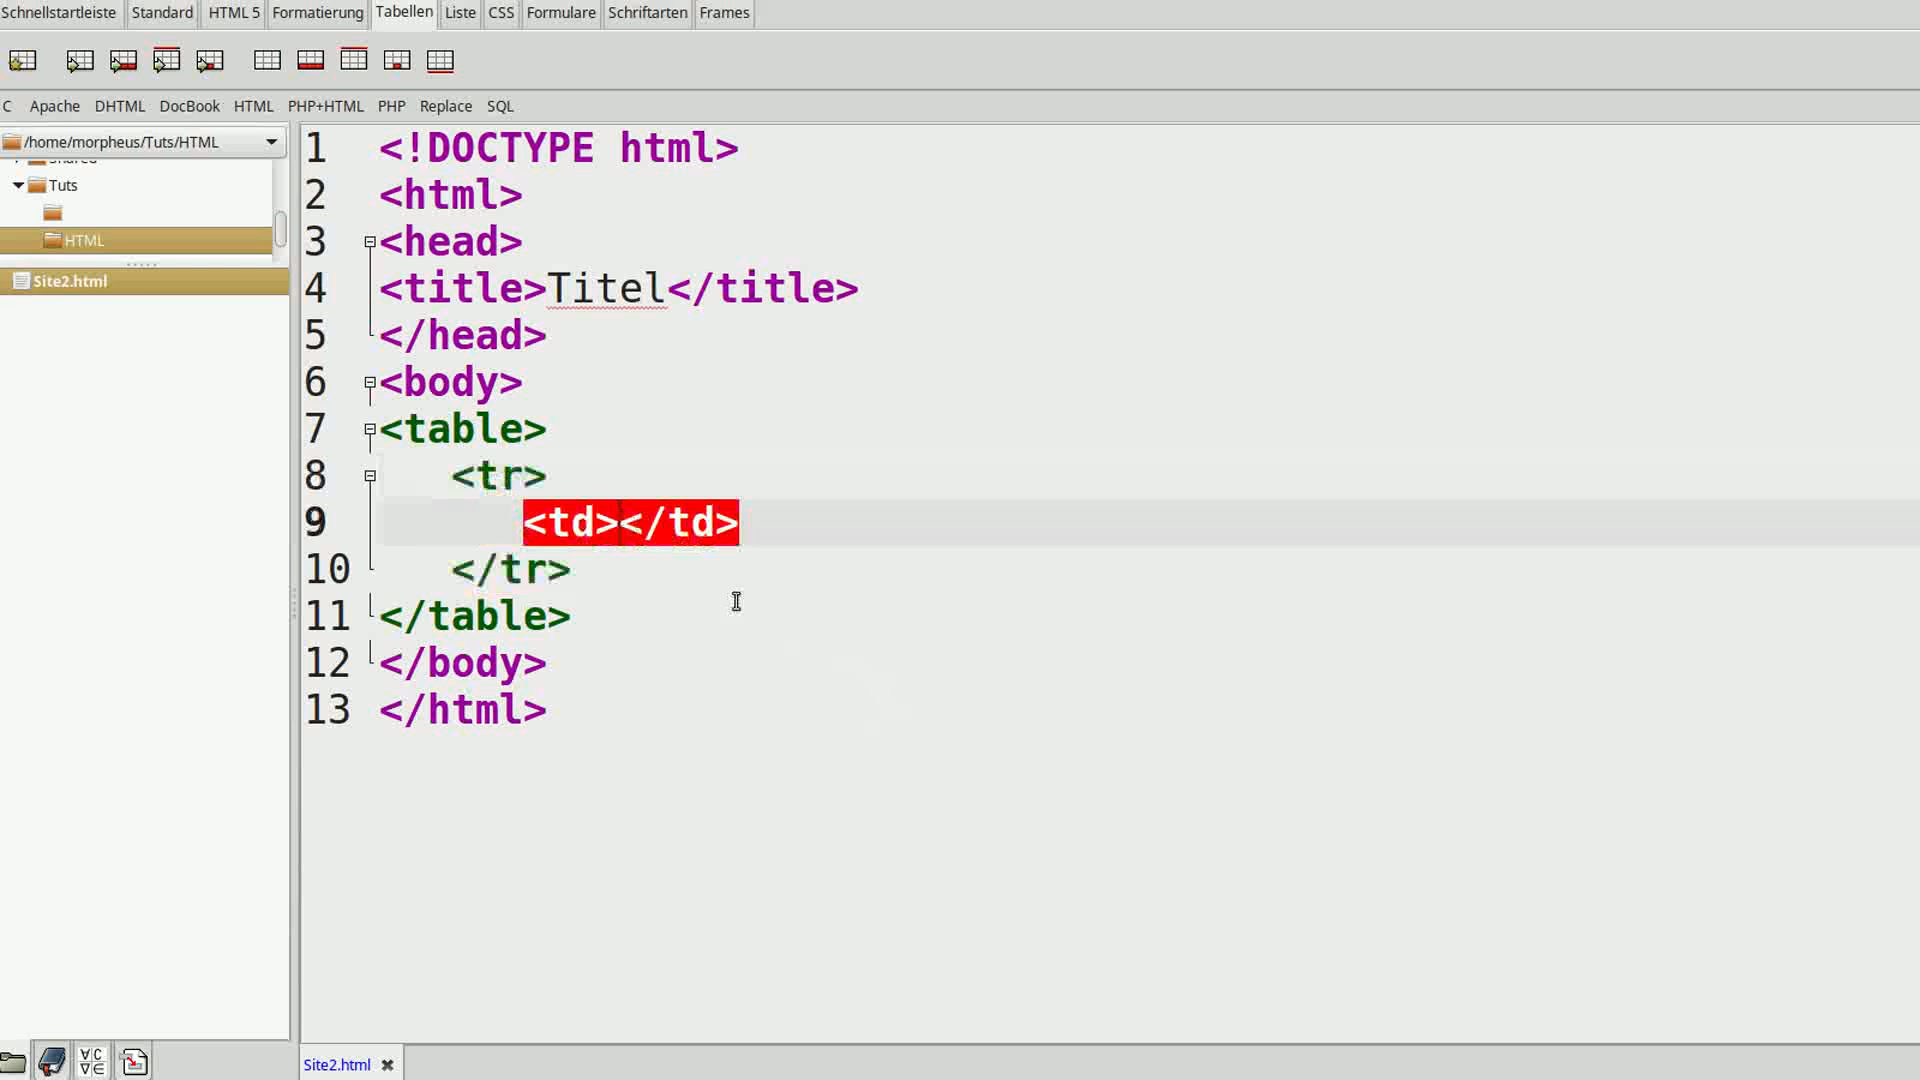 Schnellstartleiste Standard HTML 5 Formatierung Tabellen Liste CSS Formulare Schriftarten Frames
C Apache DHTML DocBook HTML PHP+HTML PHP Replace SQL
/home/morpheus/Tuts/HTML
Shared
Tuts
HTML
Site2.html
1 <!DOCTYPE html>
2 <html>
3 <head>
4 <title>Titel</title>
5 </head>
6 <body>
7 <table>
8 <tr>
9 <td></td>
10 </tr>
11 </table>
12 </body>
13 </html>
Site2.html